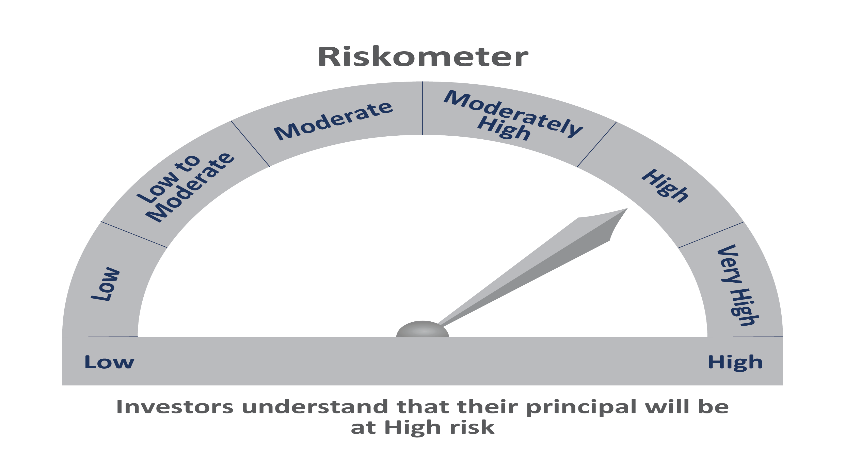 Riskometer
Low
Low to
Moderate
Moderate
Moderately
High
High
Very High
Low
High
Investors understand that their principal will be
at High risk